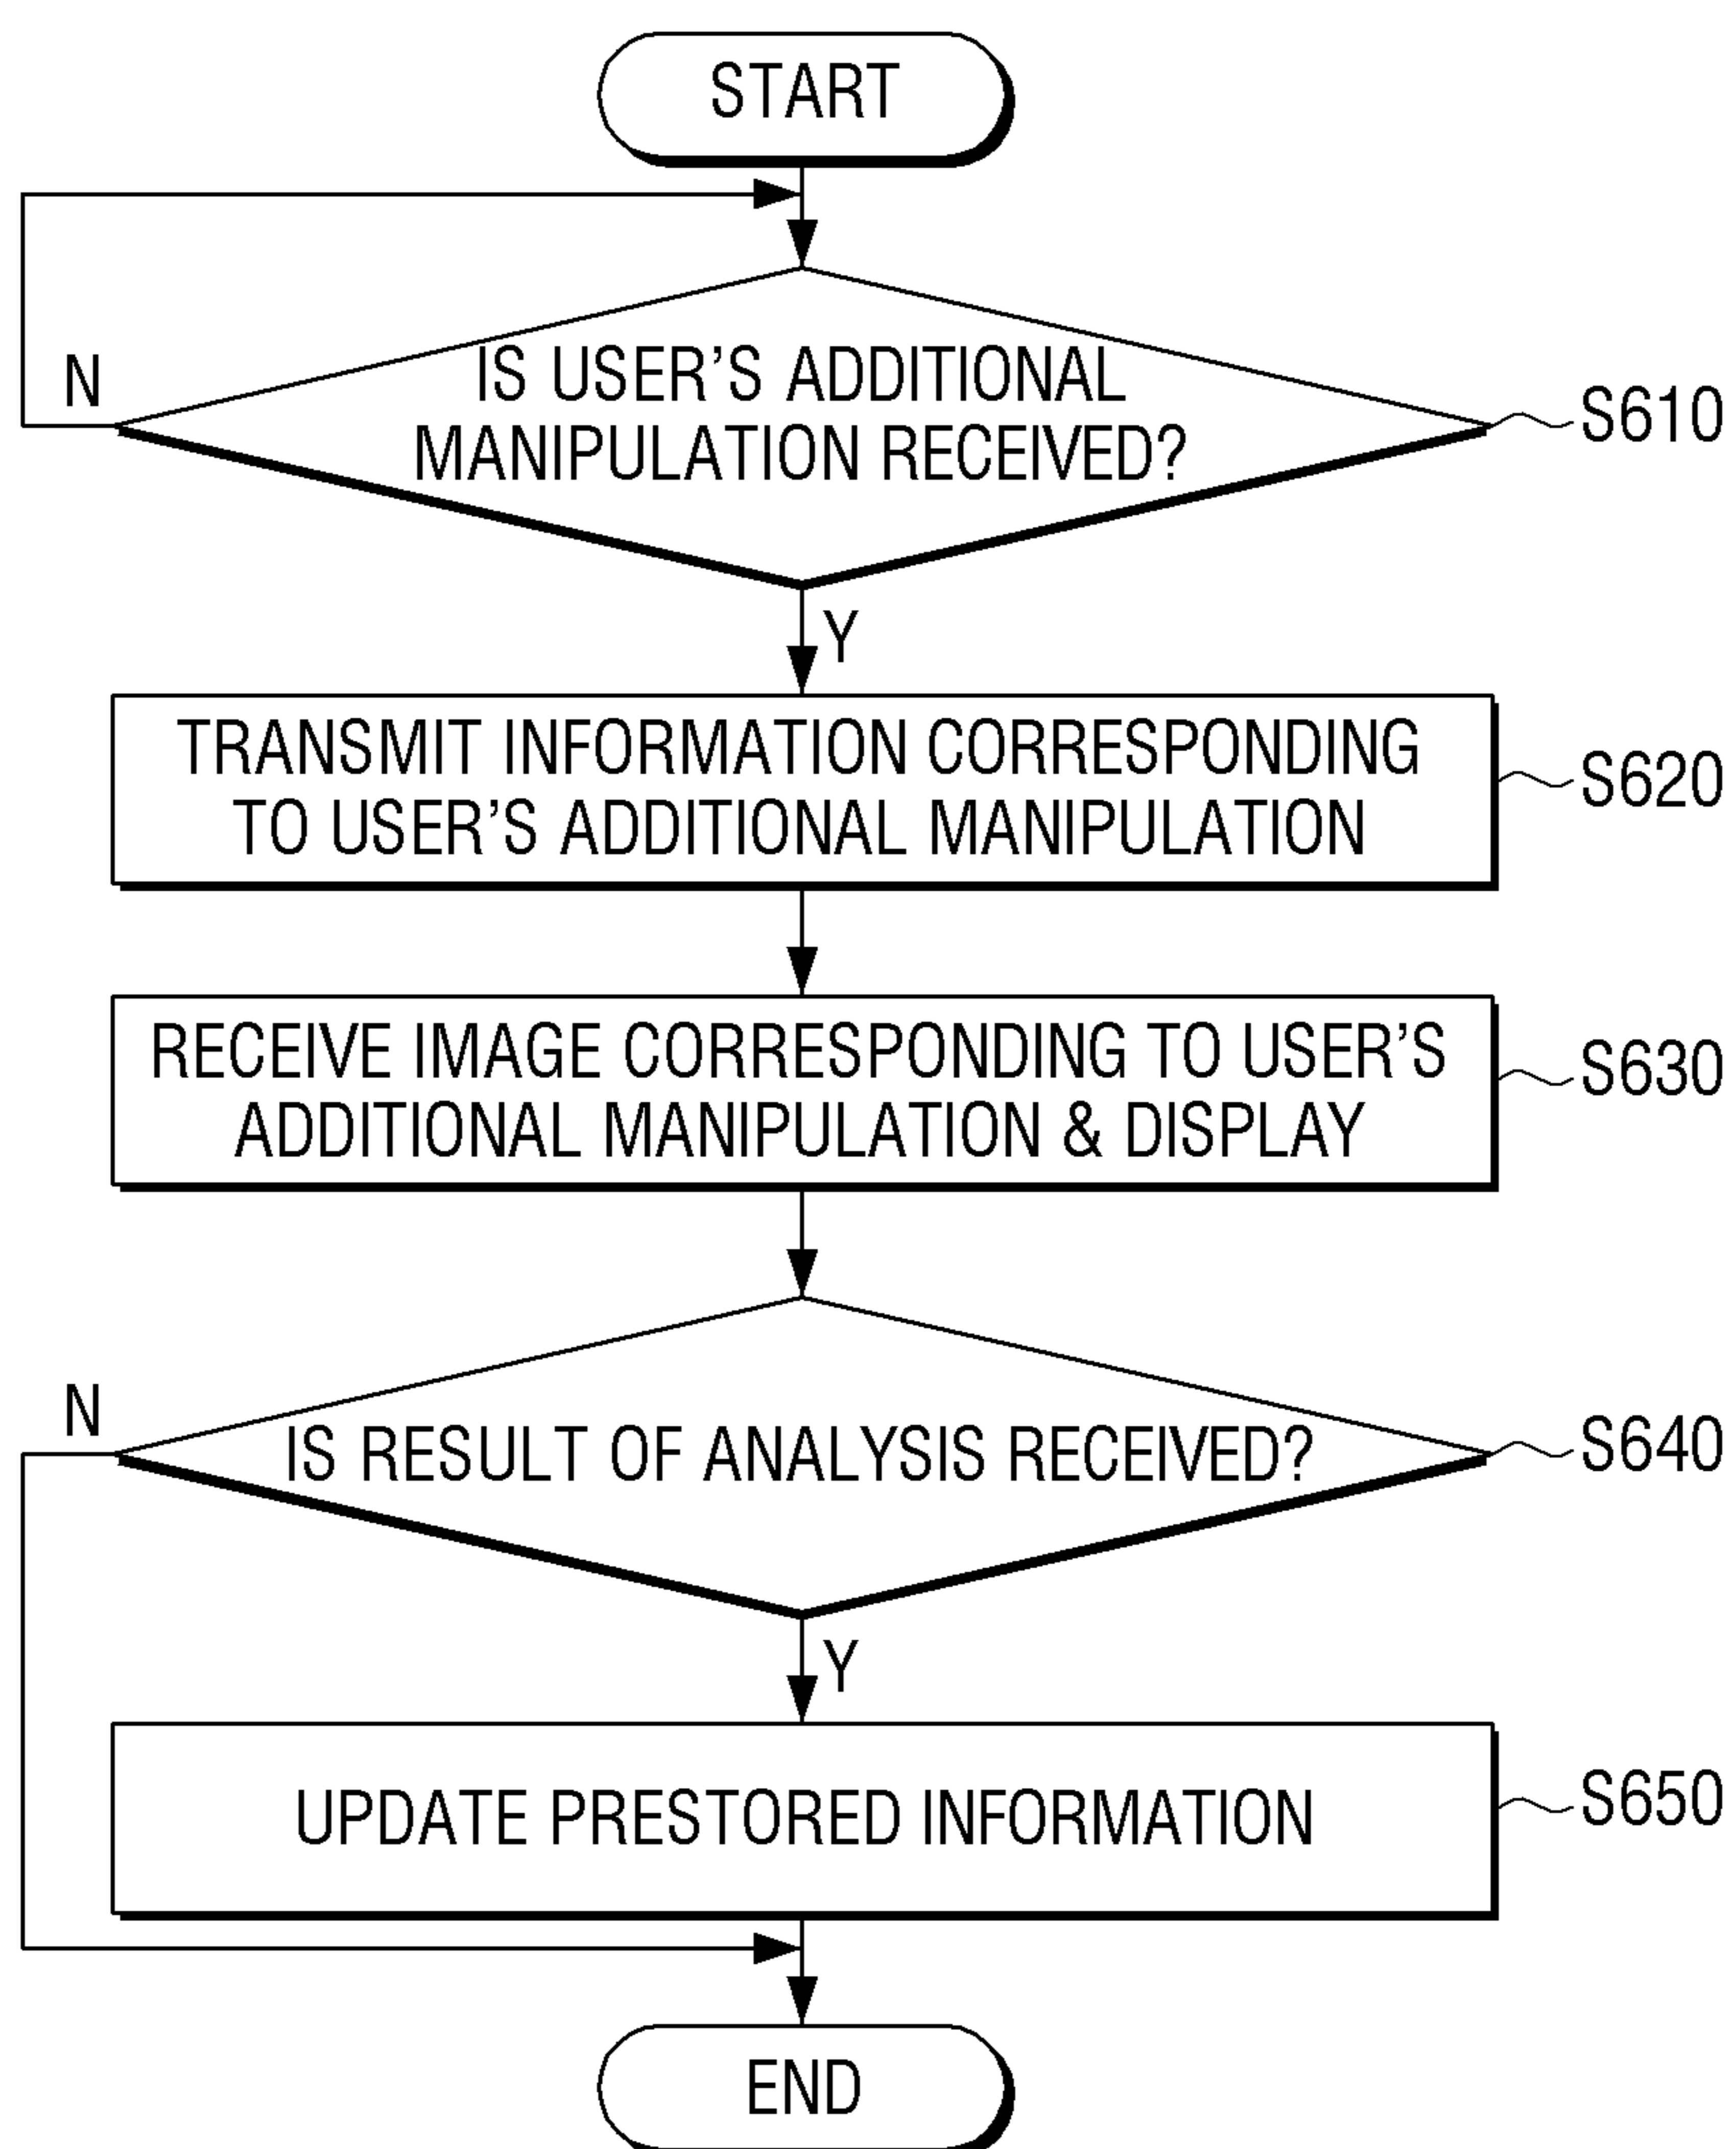 START
N
IS USER'S ADDITIONAL
MANIPULATION RECEIVED?
S610
Y
TRANSMIT INFORMATION CORRESPONDING
TO USER'S ADDITIONAL MANIPULATION
S620
RECEIVE IMAGE CORRESPONDING TO USER'S
ADDITIONAL MANIPULATION & DISPLAY
S630
N
IS RESULT OF ANALYSIS RECEIVED?
S640
Y
UPDATE PRESTORED INFORMATION
S650
END